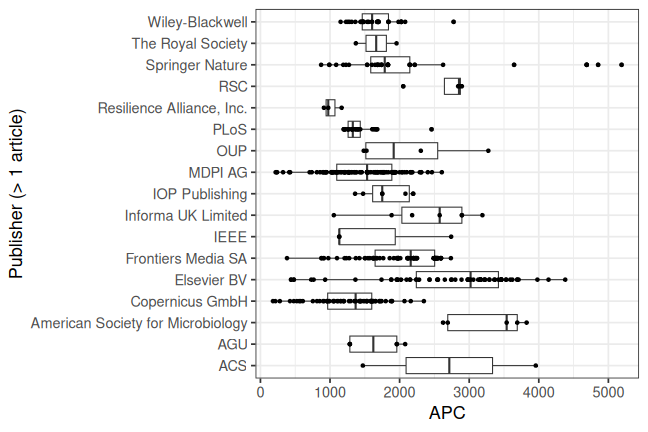 Publisher (> 1 article)
Wiley-Blackwell
The Royal Society
Springer Nature
RSC
Resilience Alliance, Inc.
PLoS
OUP
MDPI AG
IOP Publishing
Informa UK Limited
IEEE
Frontiers Media SA
Elsevier BV
Copernicus GmbH
American Society for Microbiology
AGU
ACS
0 1000 2000 3000 4000 5000
APC